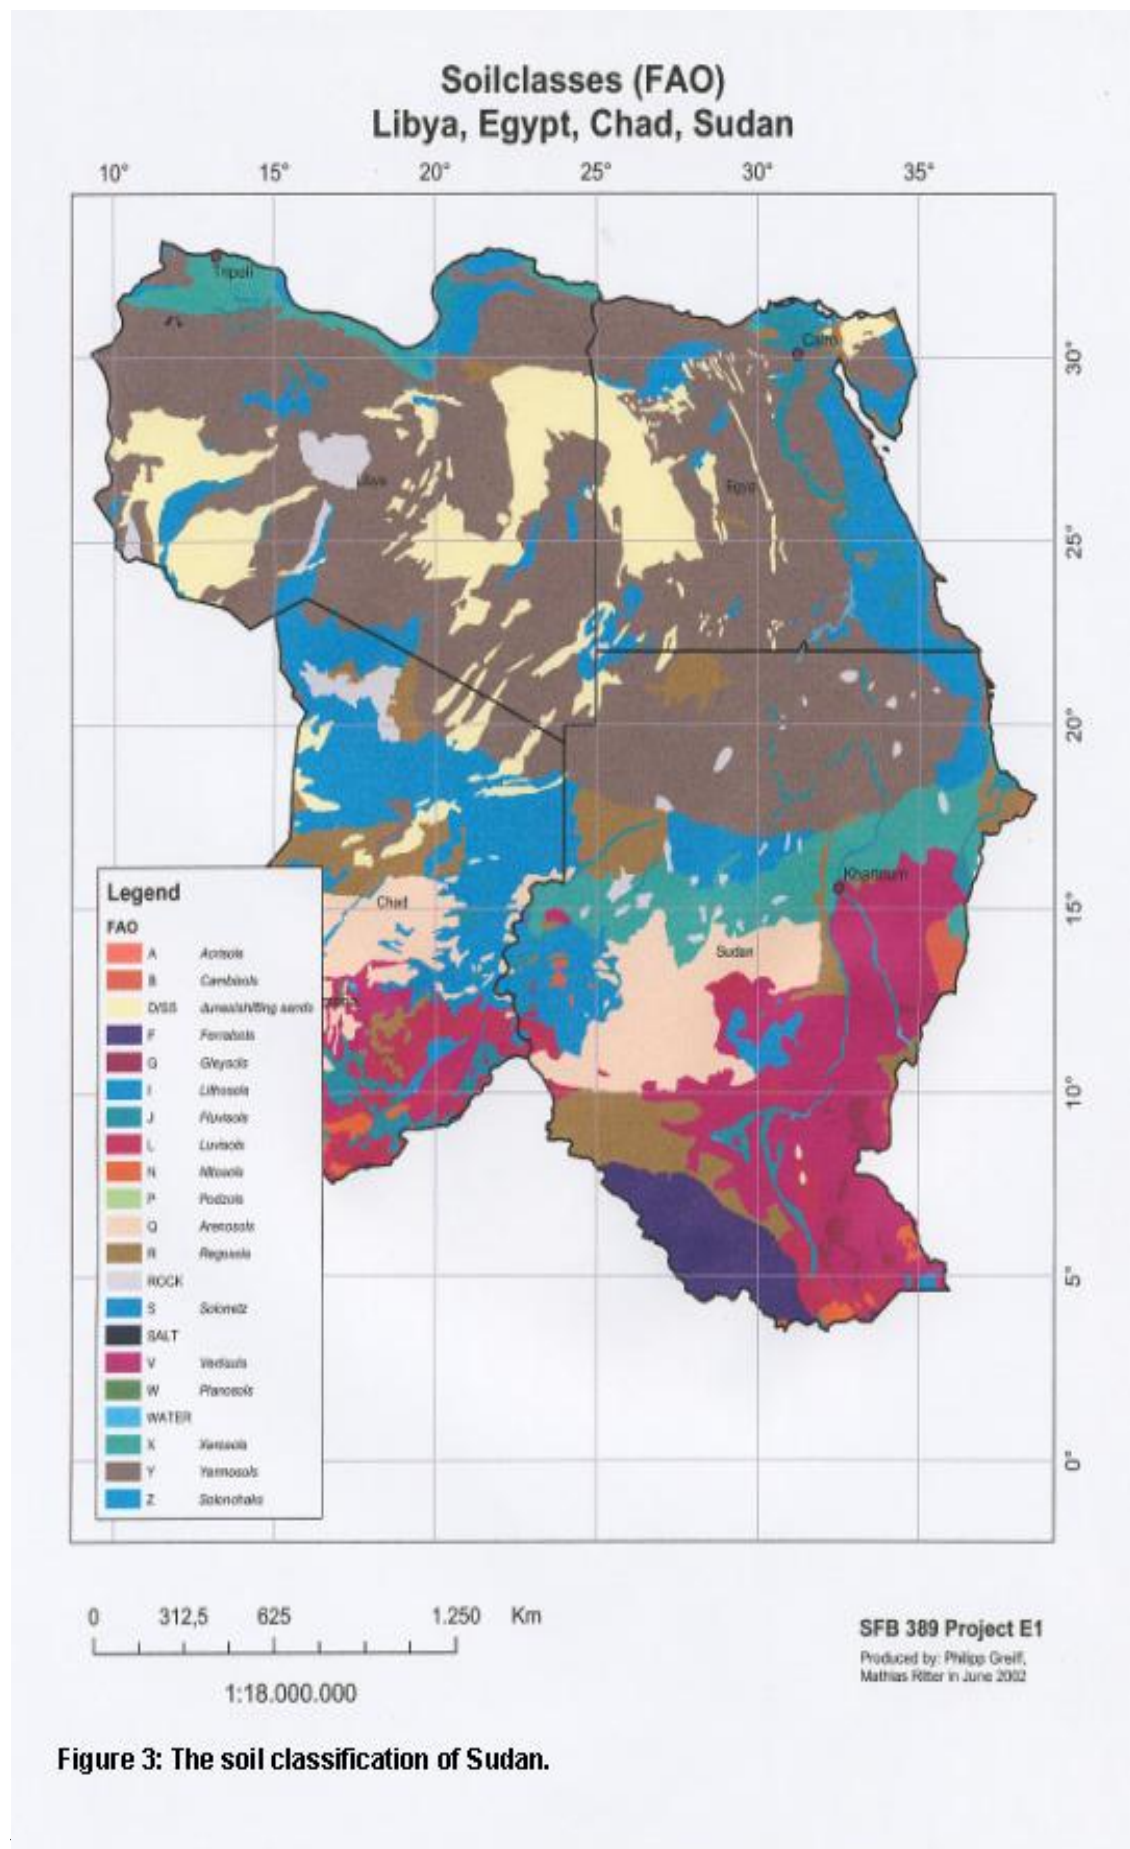 Soilclasses (FAO)
Libya, Egypt, Chad, Sudan
10° 15° 20° 25° 30° 35°
Tripoli
Cairo
30°
Libya
Egypt
25°
20°
Khartoum
15°
Chad
Sudan
10°
5°
0°
Legend
FAO
A Acrisols
B Cambisols
D/SS dunes/shifting sands
F Ferralsols
G Gleysols
I Lithosols
J Fluvisols
L Luvisols
N Nitosols
P Podzols
Q Arenosols
R Regosols
ROCK
S Solonetz
SALT
V Vertisols
W Planosols
WATER
X Xerosols
Y Yermosols
Z Solonchaks
0 312,5 625 1.250 Km
1:18.000.000
SFB 389 Project E1
Produced by: Philipp Greiff,
Mathias Ritter in June 2002
Figure 3: The soil classification of Sudan.